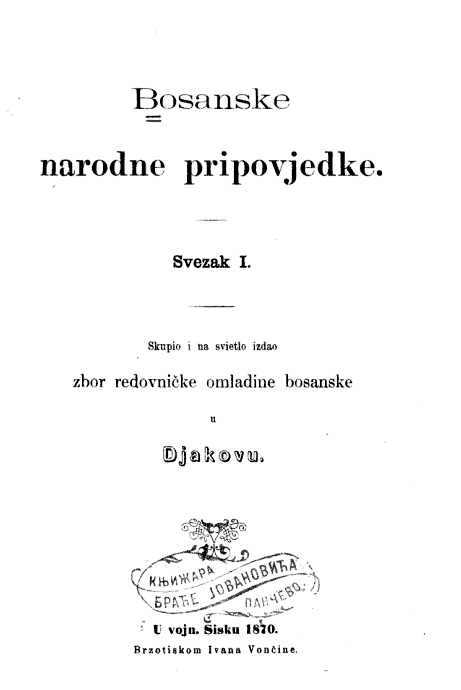 Bosanske
narodne pripovjedke.
Svezak I.
Skupio i na svietlo izdao
zbor redovničke omladine bosanske
u
Djakovu.
КЊИЖАРА
БРАЋЕ ЈОВАНОВИЋА
ПАНЧЕВО.
U vojn. Sisku 1870.
Brzotiskom Ivana Vončine.